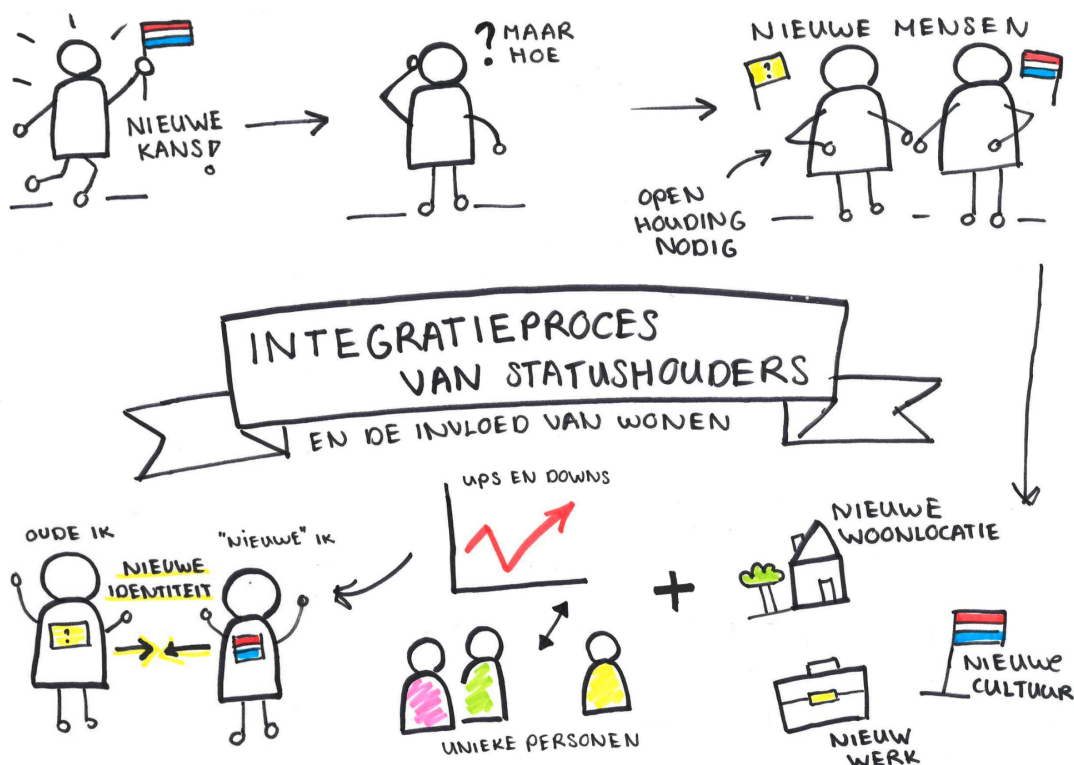 NIEUWE
KANS!
? MAAR
HOE
NIEUWE MENSEN
?
OPEN
HOUDING
NODIG
INTEGRATIEPROCES
VAN STATUSHOUDERS
EN DE INVLOED VAN WONEN
OUDE IK
"NIEUWE" IK
NIEUWE
IDENTITEIT
?
UPS EN DOWNS
UNIEKE PERSONEN
+
NIEUWE
WOONLOCATIE
NIEUWE
CULTUUR
NIEUW
WERK